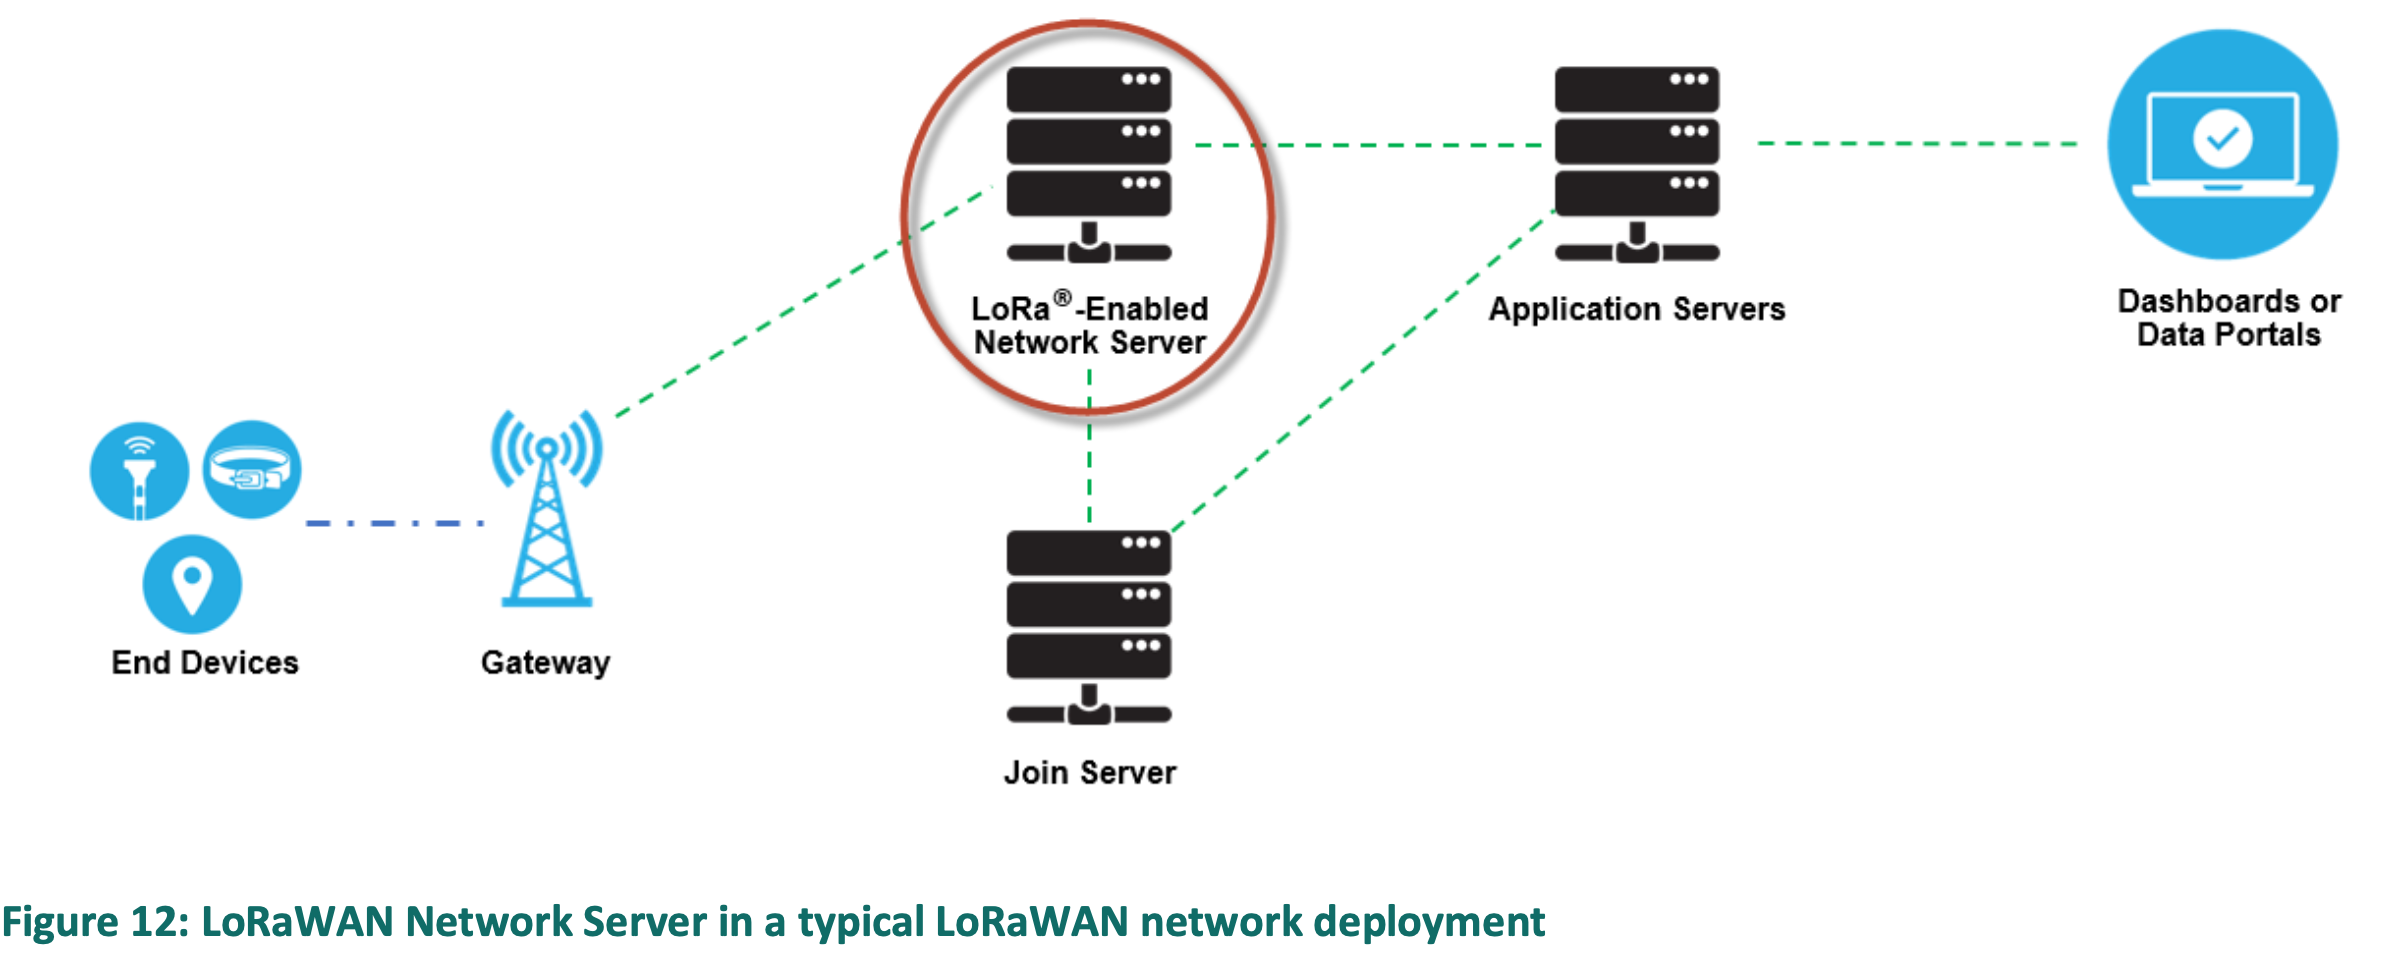 LoRa®-Enabled
Network Server
Application Servers
Dashboards or
Data Portals
End Devices
Gateway
Join Server
Figure 12: LoRaWAN Network Server in a typical LoRaWAN network deployment